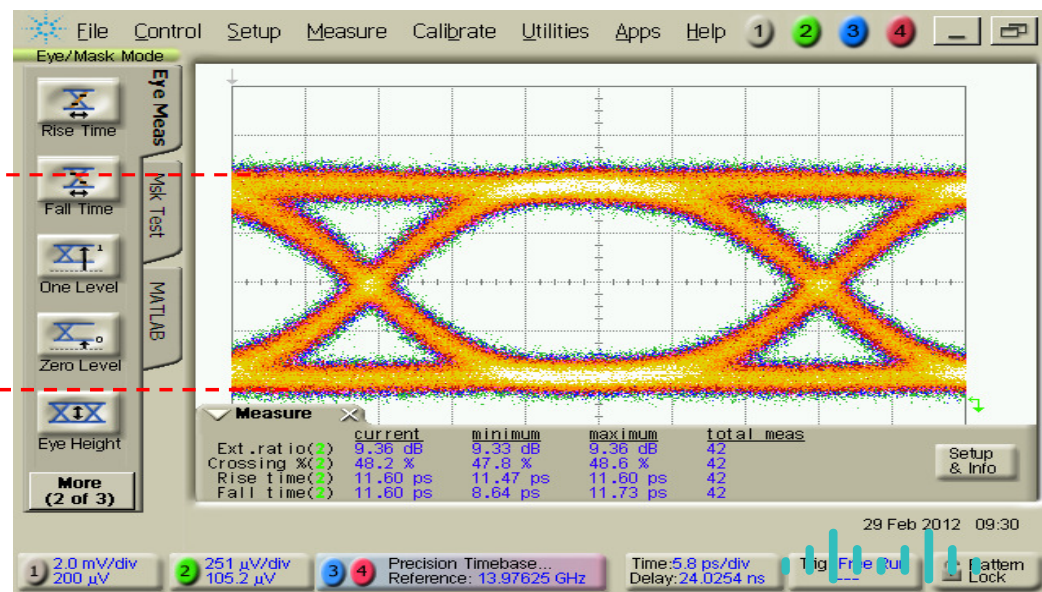 File Control Setup Measure Calibrate Utilities Apps Help 1 2 3 4
Eye/Mask Mode
Eye Meas
Msk Test
MATLAB
Rise Time
Fall Time
One Level
Zero Level
Eye Height
More
(2 of 3)
Measure
current minimum maximum total meas
Ext.ratio(2) 9.36 dB 9.33 dB 9.36 dB 42
Crossing %(2) 48.2 % 47.8 % 48.6 % 42
Rise time(2) 11.60 ps 11.47 ps 11.60 ps 42
Fall time(2) 11.60 ps 8.64 ps 11.73 ps 42
Setup
& Info
29 Feb 2012 09:30
1 2.0 mV/div
200 µV
2 251 µV/div
105.2 µV
3 4 Precision Timebase...
Reference: 13.97625 GHz
Time:5.8 ps/div
Delay:24.0254 ns
Trig: Free Run
---
Pattern
Lock